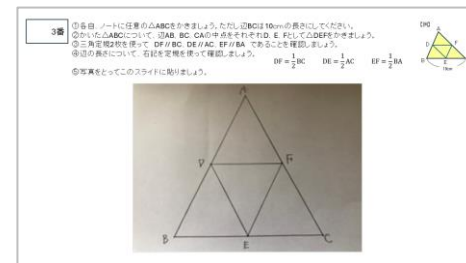 3番
①各自、ノートに任意の△ABCをかきましょう。ただし辺BCは10cmの長さにしてください。
②かいた△ABCについて、辺AB、BC、CAの中点をそれぞれD、E、Fとして△DEFをかきましょう。
③三角定規2枚を使って DF//BC、DE//AC、EF//BA であることを確認しましょう。
④辺の長さについて、右記を定規を使って確認しましょう。
DF=1/2BC DE=1/2AC EF=1/2BA
⑤写真をとってこのスライドに貼りましょう。
【例】
A
D F
B E C
10cm
A
D F
B E C